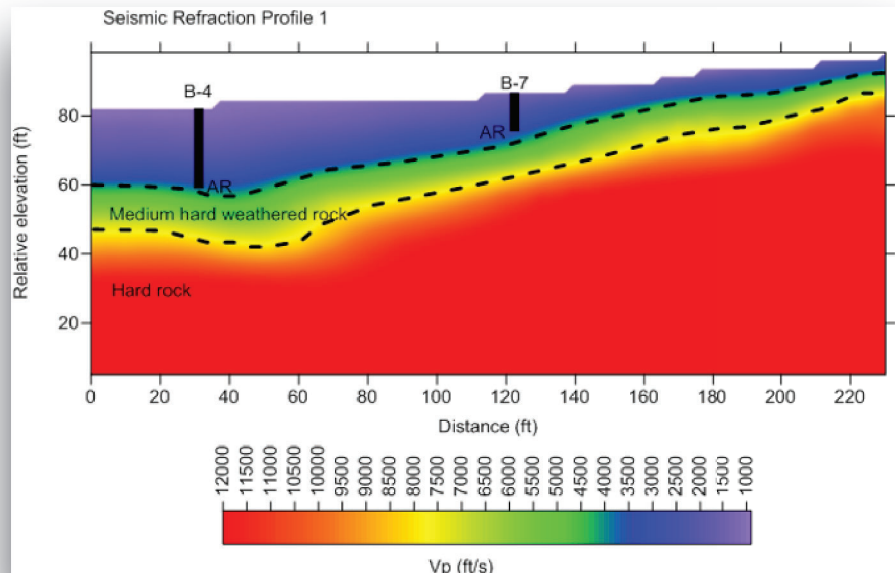 Seismic Refraction Profile 1
B-4
B-7
AR
AR
Medium hard weathered rock
Hard rock
Relative elevation (ft)
80
60
40
20
0 20 40 60 80 100 120 140 160 180 200 220
Distance (ft)
12000 11500 11000 10500 10000 9500 9000 8500 8000 7500 7000 6500 6000 5500 5000 4500 4000 3500 3000 2500 2000 1500 1000
Vp (ft/s)